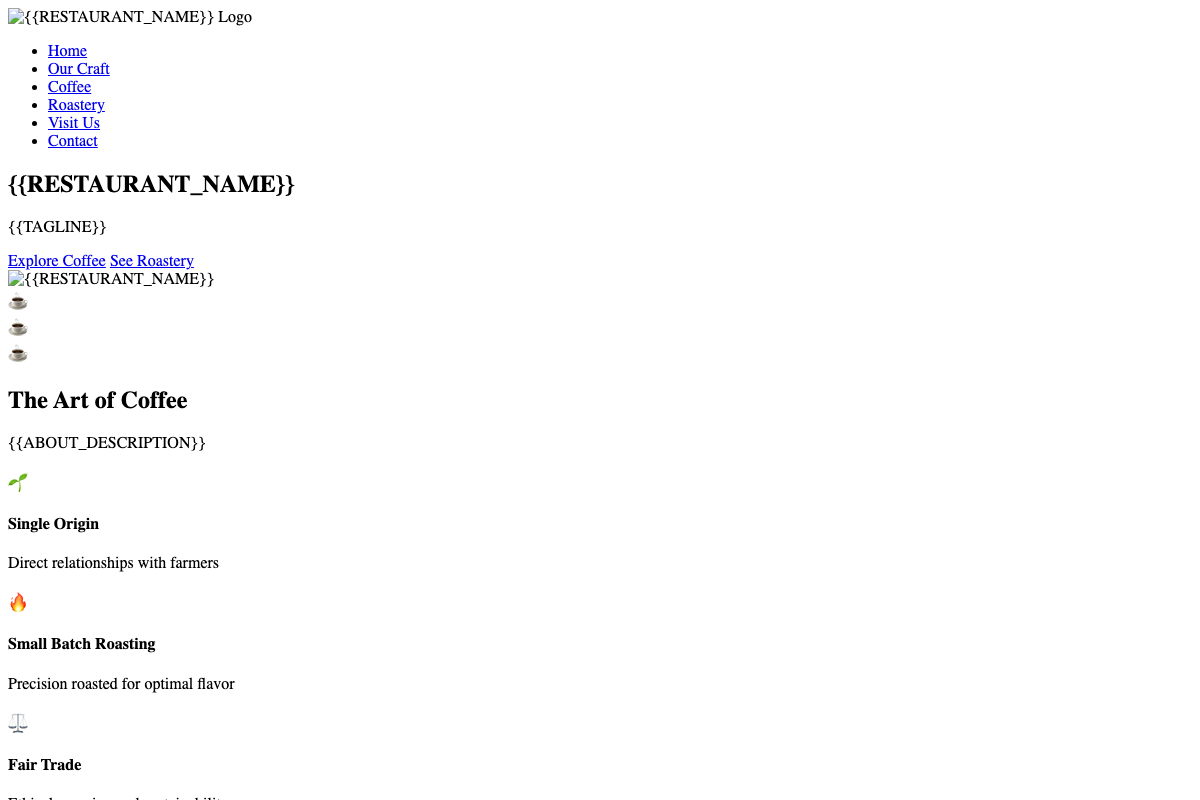 {{RESTAURANT_NAME}} Logo
Home
Our Craft
Coffee
Roastery
Visit Us
Contact
{{RESTAURANT_NAME}}
{{TAGLINE}}
Explore Coffee See Roastery
{{RESTAURANT_NAME}}
The Art of Coffee
{{ABOUT_DESCRIPTION}}
Single Origin
Direct relationships with farmers
Small Batch Roasting
Precision roasted for optimal flavor
Fair Trade